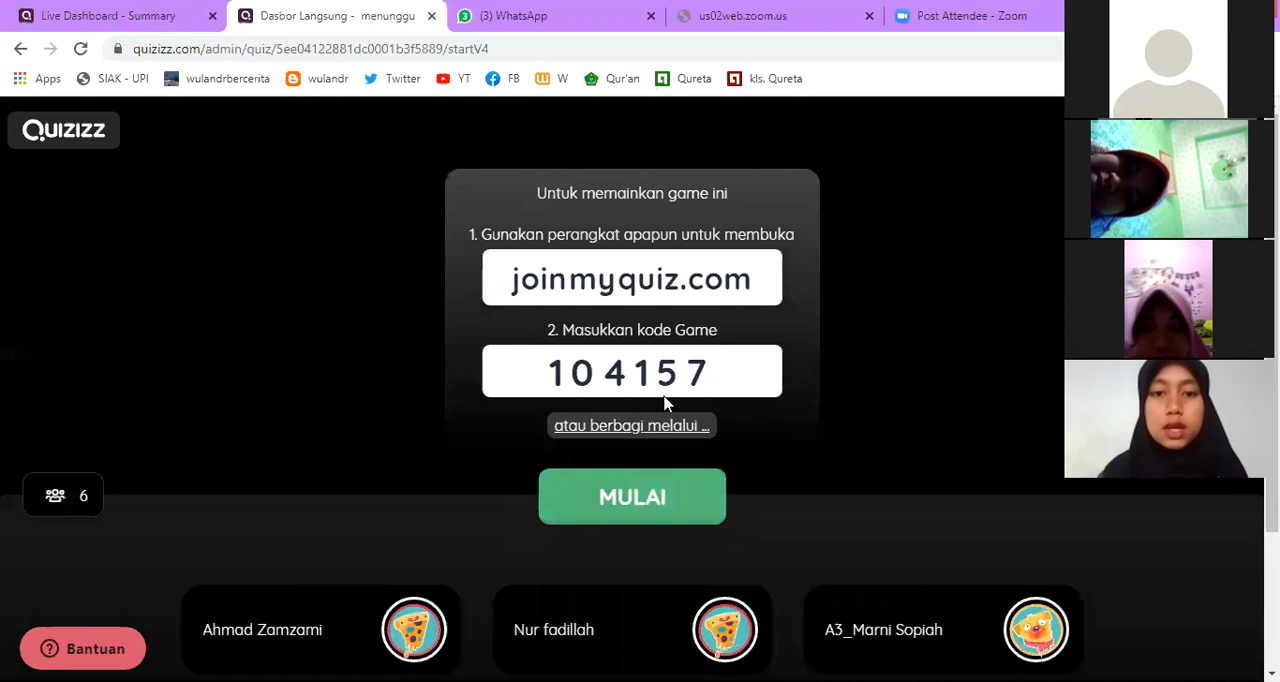 Live Dashboard - Summary
Dasbor Langsung - menunggu
(3) WhatsApp
us02web.zoom.us
Post Attendee - Zoom
quizizz.com/admin/quiz/5ee04122881dc0001b3f5889/startV4
Apps
SIAK - UPI
wulandrbercerita
wulandr
Twitter
YT
FB
W
Qur'an
Qureta
kls. Qureta
Quizizz
Untuk memainkan game ini
1. Gunakan perangkat apapun untuk membuka
joinmyquiz.com
2. Masukkan kode Game
104157
atau berbagi melalui ...
6
MULAI
Ahmad Zamzami
Nur fadillah
A3_Marni Sopiah
Bantuan